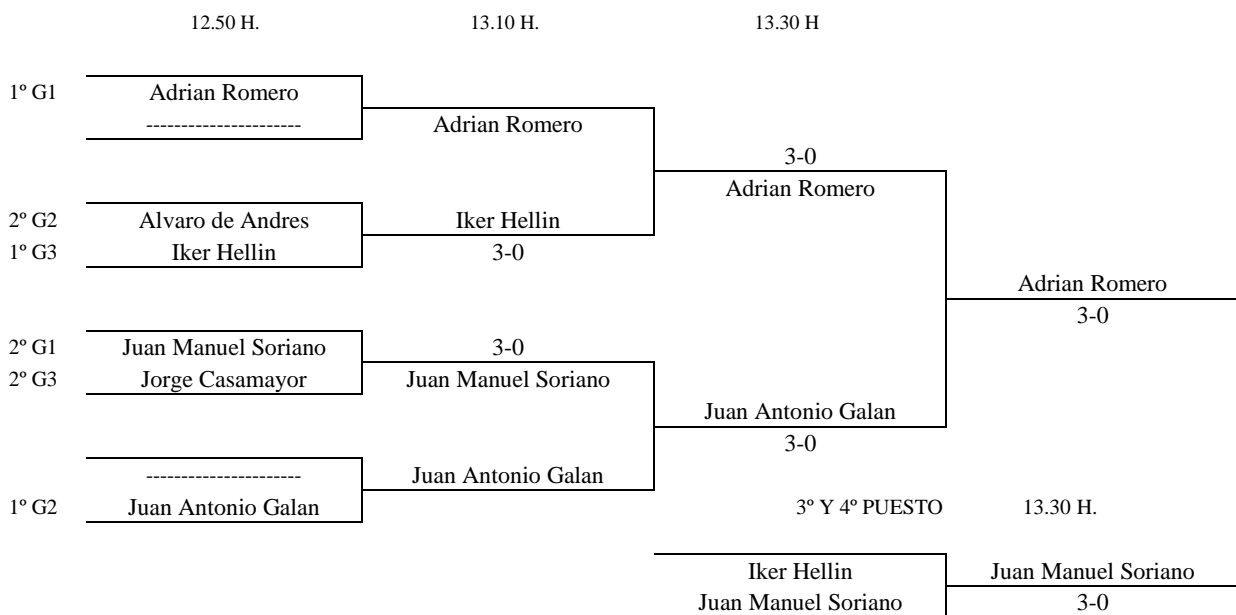 12.50 H. 13.10 H. 13.30 H
1º G1 Adrian Romero
----------------------
Adrian Romero
3-0
Adrian Romero
2º G2 Alvaro de Andres
1º G3 Iker Hellin
Iker Hellin
3-0
Adrian Romero
3-0
2º G1 Juan Manuel Soriano
2º G3 Jorge Casamayor
3-0
Juan Manuel Soriano
Juan Antonio Galan
3-0
----------------------
1º G2 Juan Antonio Galan
Juan Antonio Galan
3º Y 4º PUESTO 13.30 H.
Iker Hellin
Juan Manuel Soriano
Juan Manuel Soriano
3-0